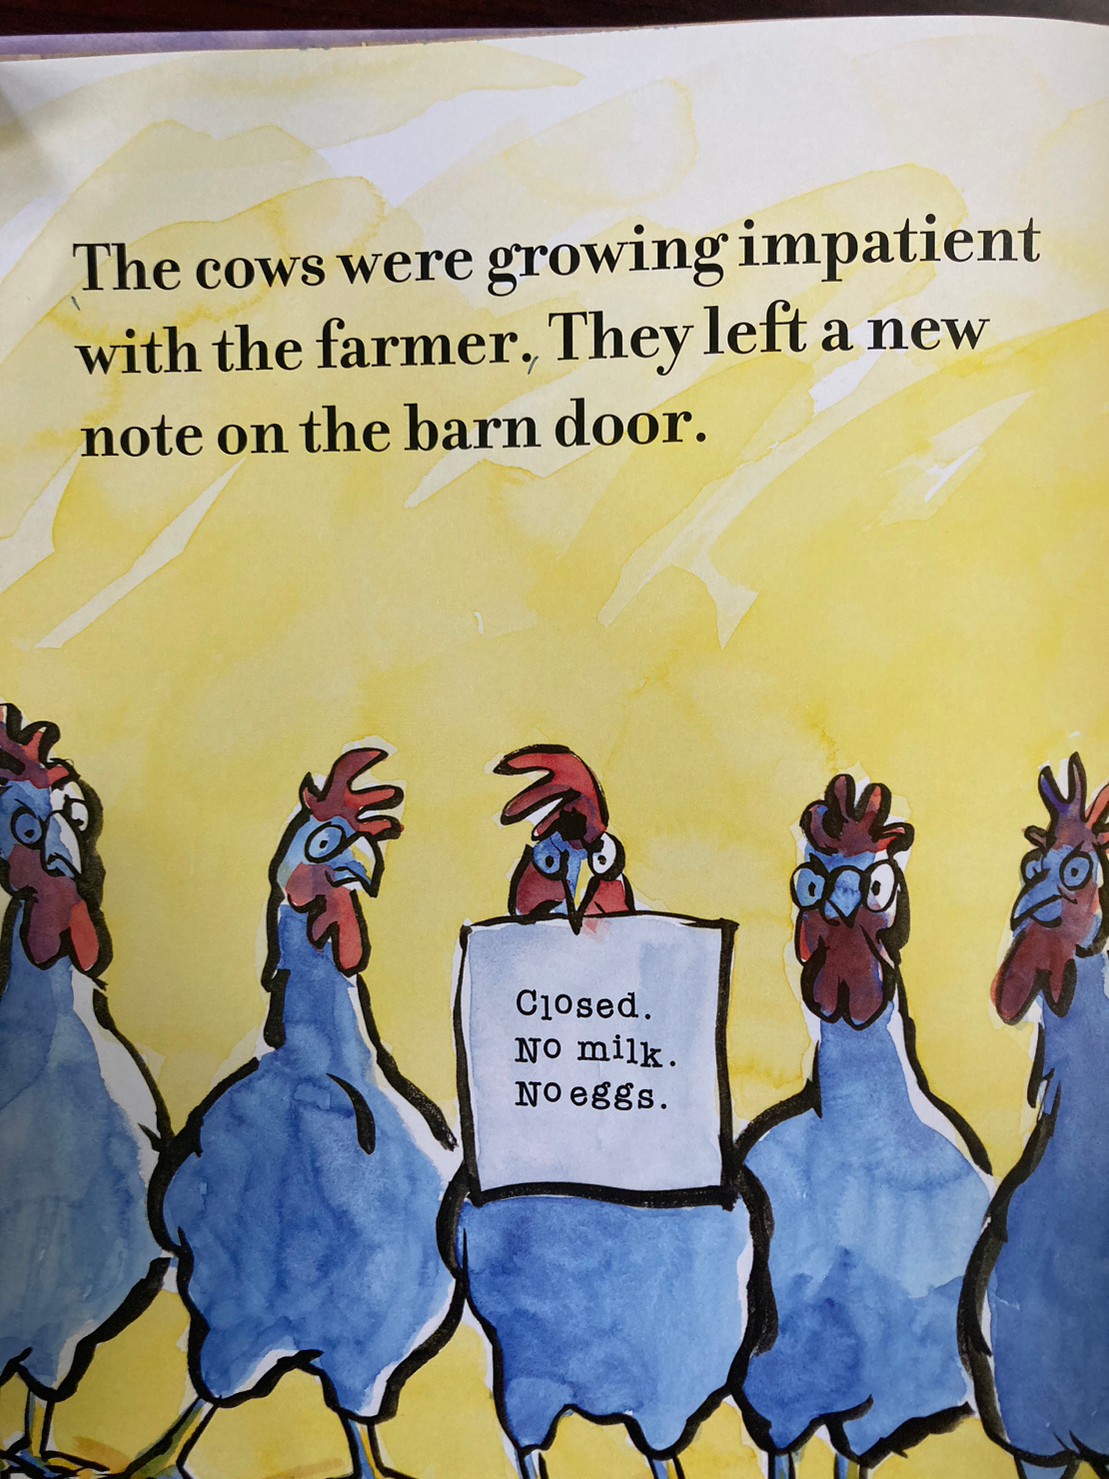 The cows were growing impatient
with the farmer. They left a new
note on the barn door.
Closed.
No milk.
No eggs.